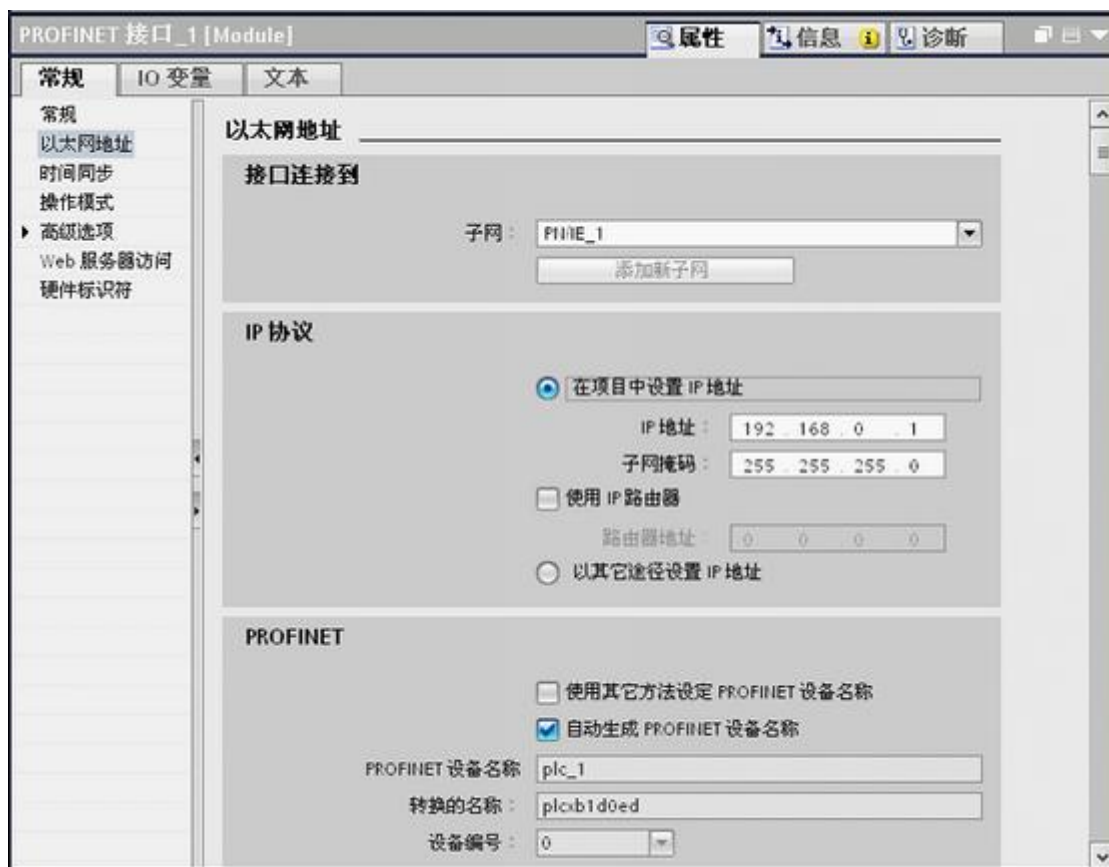 PROFINET 接口_1 [Module]
属性
信息
诊断
常规
IO 变量
文本
常规
以太网地址
时间同步
操作模式
高级选项
Web 服务器访问
硬件标识符
以太网地址
接口连接到
子网：
PN/IE_1
添加新子网
IP 协议
在项目中设置 IP 地址
IP 地址： 192 . 168 . 0 . 1
子网掩码： 255 . 255 . 255 . 0
使用 IP 路由器
路由器地址： 0 . 0 . 0 . 0
以其它途径设置 IP 地址
PROFINET
使用其它方法设定 PROFINET 设备名称
自动生成 PROFINET 设备名称
PROFINET 设备名称 plc_1
转换的名称： plcxb1d0ed
设备编号： 0